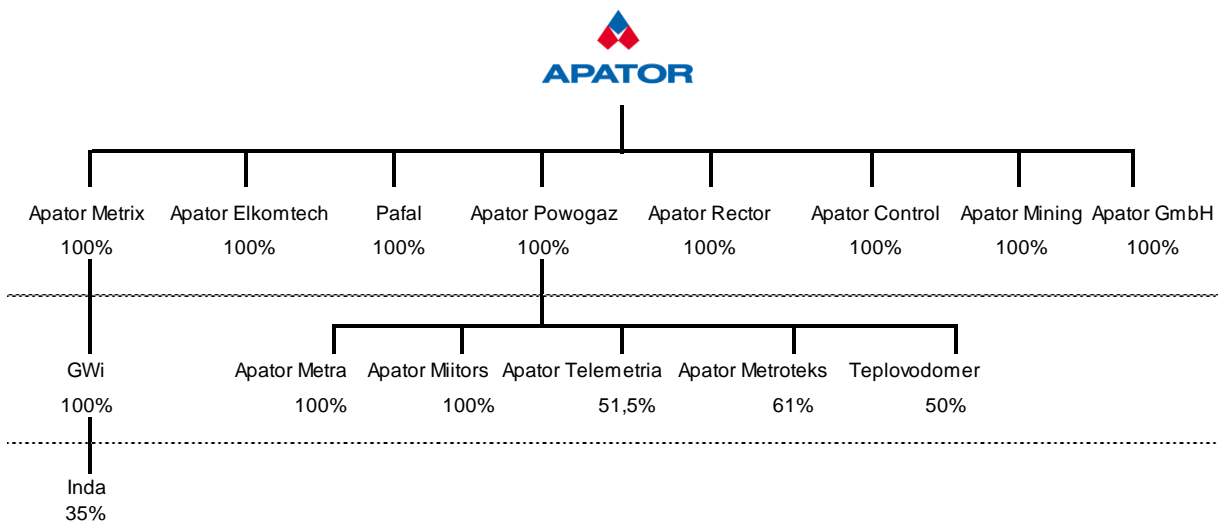 APATOR
Apator Metrix Apator Elkomtech Pafal Apator Powogaz Apator Rector Apator Control Apator Mining Apator GmbH
100% 100% 100% 100% 100% 100% 100% 100%
GWi Apator Metra Apator Miitors Apator Telemetria Apator Metroteks Teplovodomer
100% 100% 100% 51,5% 61% 50%
Inda
35%